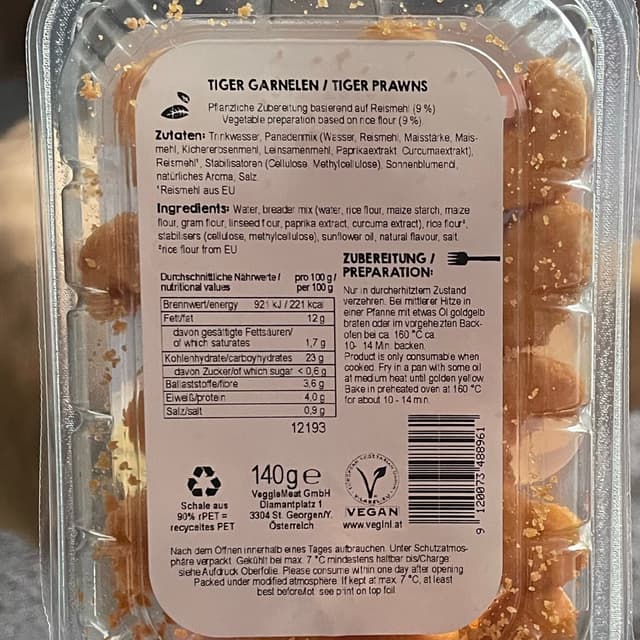 TIGER GARNELEN / TIGER PRAWNS
Pflanzliche Zubereitung basierend auf Reismehl (9 %)
Vegetable preparation based on rice flour (9 %)
Zutaten: Trinkwasser, Panadenmix (Wasser, Reismehl, Maisstärke, Mais-
mehl, Kichererbsenmehl, Leinsamenmehl, Paprikaextrakt, Curcumaextrakt),
Reismehl¹, Stabilisatoren (Cellulose, Methylcellulose), Sonnenblumenöl,
natürliches Aroma, Salz.
¹Reismehl aus EU
Ingredients: Water, breader mix (water, rice flour, maize starch, maize
flour, gram flour, linseed flour, paprika extract, curcuma extract), rice flour²,
stabilisers (cellulose, methylcellulose), sunflower oil, natural flavour, salt.
²rice flour from EU
Durchschnittliche Nährwerte / pro 100 g /
nutritional values per 100 g
Brennwert/energy 921 kJ / 221 kcal
Fett/fat 12 g
davon gesättigte Fettsäuren/
of which saturates 1,7 g
Kohlenhydrate/carboyhydrates 23 g
davon Zucker/of which sugar < 0,6 g
Ballaststoffe/fibre 3,6 g
Eiweiß/protein 4,0 g
Salz/salt 0,9 g
12193
ZUBEREITUNG /
PREPARATION:
Nur in durcherhitztem Zustand
verzehren. Bei mittlerer Hitze in
einer Pfanne mit etwas Öl goldgelb
braten oder im vorgeheizten Back-
ofen bei ca. 160 °C ca.
10- 14 Min. backen.
Product is only consumable when
cooked. Fry in a pan with some oil
at medium heat until golden yellow
Bake in preheated oven at 160 °C
for about 10 - 14 min.
Schale aus
90% rPET =
recyceltes PET
140g e
VeggieMeat GmbH
Diamantplatz 1
3304 St. Georgen/Y.
Österreich
V-LABEL.EU
VEGAN
www.vegini.at
9 120073 488961
Nach dem Öffnen innerhalb eines Tages aufbrauchen. Unter Schutzatmos-
phäre verpackt. Gekühlt bei max. 7 °C mindestens haltbar bis/Charge:
siehe Aufdruck Oberfolie. Please consume within one day after opening
Packed under modified atmosphere. If kept at max. 7 °C, at least
best before/lot: see print on top foil